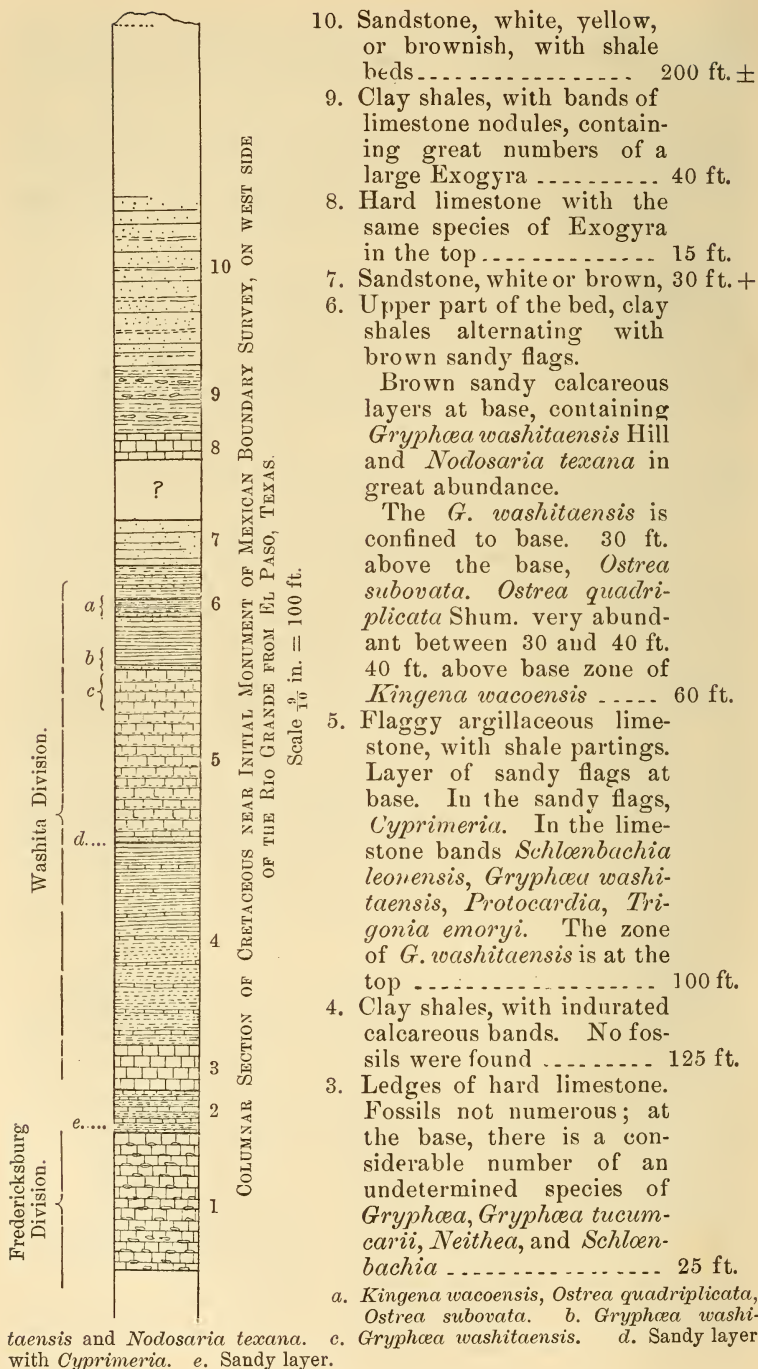 10. Sandstone, white, yellow,
or brownish, with shale
beds................... 200 ft. ±
9. Clay shales, with bands of
limestone nodules, contain-
ing great numbers of a
large Exogyra .......... 40 ft.
8. Hard limestone with the
same species of Exogyra
in the top............... 15 ft.
7. Sandstone, white or brown, 30 ft. +
6. Upper part of the bed, clay
shales alternating with
brown sandy flags.
Brown sandy calcareous
layers at base, containing
Gryphœa washitaensis Hill
and Nodosaria texana in
great abundance.
The G. washitaensis is
confined to base. 30 ft.
above the base, Ostrea
subovata. Ostrea quadri-
plicata Shum. very abund-
ant between 30 and 40 ft.
40 ft. above base zone of
Kingena wacoensis ..... 60 ft.
5. Flaggy argillaceous lime-
stone, with shale partings.
Layer of sandy flags at
base. In the sandy flags,
Cyprimeria. In the lime-
stone bands Schlœnbachia
leonensis, Gryphœa washi-
taensis, Protocardia, Tri-
gonia emoryi. The zone
of G. washitaensis is at the
top .................... 100 ft.
4. Clay shales, with indurated
calcareous bands. No fos-
sils were found ......... 125 ft.
3. Ledges of hard limestone.
Fossils not numerous; at
the base, there is a con-
siderable number of an
undetermined species of
Gryphœa, Gryphœa tucum-
carii, Neithea, and Schlœn-
bachia .................. 25 ft.
10
9
8
?
7
a
6
b
c
5
d....
4
3
2
e.....
1
Washita Division.
Fredericksburg
Division.
COLUMNAR SECTION OF CRETACEOUS NEAR INITIAL MONUMENT OF MEXICAN BOUNDARY SURVEY, ON WEST SIDE
OF THE RIO GRANDE FROM EL PASO, TEXAS.
Scale 9/10 in. = 100 ft.
a. Kingena wacoensis, Ostrea quadriplicata,
Ostrea subovata. b. Gryphœa washi-
taensis and Nodosaria texana. c. Gryphœa washitaensis. d. Sandy layer
with Cyprimeria. e. Sandy layer.